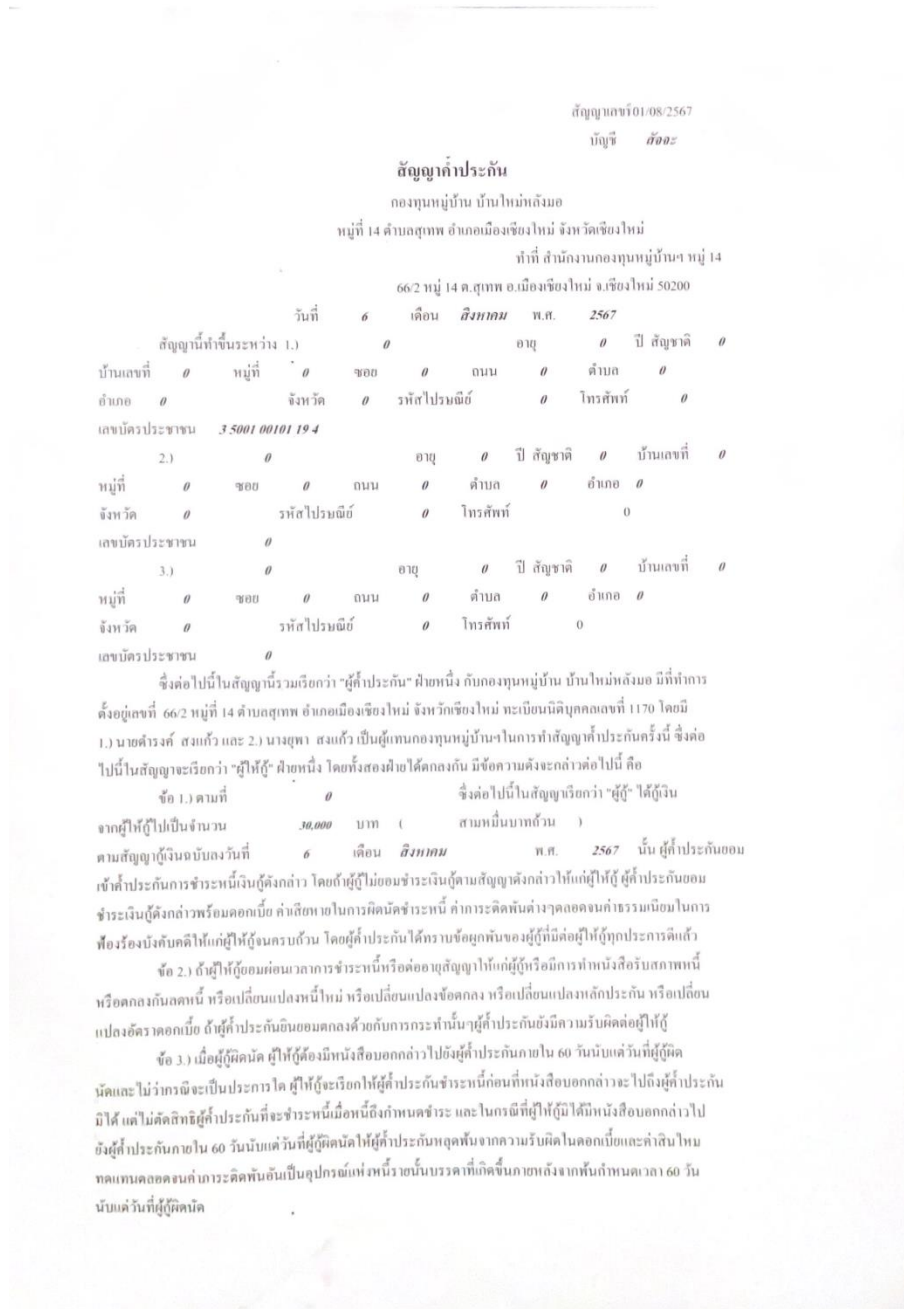 สัญญาเลขที่ 01/08/2567
บัญชี สัจจะ
สัญญาค้ำประกัน
กองทุนหมู่บ้าน บ้านใหม่หลังมอ
หมู่ที่ 14 ตำบลสุเทพ อำเภอเมืองเชียงใหม่ จังหวัดเชียงใหม่
ทำที่ สำนักงานกองทุนหมู่บ้านฯ หมู่ 14
66/2 หมู่ 14 ต.สุเทพ อ.เมืองเชียงใหม่ จ.เชียงใหม่ 50200
วันที่ 6 เดือน สิงหาคม พ.ศ. 2567
สัญญานี้ทำขึ้นระหว่าง 1.) 0 อายุ 0 ปี สัญชาติ 0
บ้านเลขที่ 0 หมู่ที่ 0 ซอย 0 ถนน 0 ตำบล 0
อำเภอ 0 จังหวัด 0 รหัสไปรษณีย์ 0 โทรศัพท์ 0
เลขบัตรประชาชน 3 5001 00101 19 4
2.) 0 อายุ 0 ปี สัญชาติ 0 บ้านเลขที่ 0
หมู่ที่ 0 ซอย 0 ถนน 0 ตำบล 0 อำเภอ 0
จังหวัด 0 รหัสไปรษณีย์ 0 โทรศัพท์ 0
เลขบัตรประชาชน 0
3.) 0 อายุ 0 ปี สัญชาติ 0 บ้านเลขที่ 0
หมู่ที่ 0 ซอย 0 ถนน 0 ตำบล 0 อำเภอ 0
จังหวัด 0 รหัสไปรษณีย์ 0 โทรศัพท์ 0
เลขบัตรประชาชน 0
ซึ่งต่อไปนี้ในสัญญานี้รวมเรียกว่า "ผู้ค้ำประกัน" ฝ่ายหนึ่ง กับกองทุนหมู่บ้าน บ้านใหม่หลังมอ มีที่ทำการ
ตั้งอยู่เลขที่ 66/2 หมู่ที่ 14 ตำบลสุเทพ อำเภอเมืองเชียงใหม่ จังหวักเชียงใหม่ ทะเบียนนิติบุคคลเลขที่ 1170 โดยมี
1.) นายดำรงค์ สงแก้ว และ 2.) นางยุพา สงแก้ว เป็นผู้แทนกองทุนหมู่บ้านฯในการทำสัญญาค้ำประกันครั้งนี้ ซึ่งต่อ
ไปนี้ในสัญญาจะเรียกว่า "ผู้ให้กู้" ฝ่ายหนึ่ง โดยทั้งสองฝ่ายได้ตกลงกัน มีข้อความดังจะกล่าวต่อไปนี้ คือ
ข้อ 1.) ตามที่ 0 ซึ่งต่อไปนี้ในสัญญาเรียกว่า "ผู้กู้" ได้กู้เงิน
จากผู้ให้กู้ไปเป็นจำนวน 30,000 บาท ( สามหมื่นบาทถ้วน )
ตามสัญญากู้เงินฉบับลงวันที่ 6 เดือน สิงหาคม พ.ศ. 2567 นั้น ผู้ค้ำประกันยอม
เข้าค้ำประกันการชำระหนี้เงินกู้ดังกล่าว โดยถ้าผู้กู้ไม่ยอมชำระเงินกู้ตามสัญญาดังกล่าวให้แก่ผู้ให้กู้ ผู้ค้ำประกันยอม
ชำระเงินกู้ดังกล่าวพร้อมดอกเบี้ย ค่าเสียหายในการผิดนัดชำระหนี้ ค่าภาระติดพันต่างๆตลอดจนค่าธรรมเนียมในการ
ฟ้องร้องบังคับคดีให้แก่ผู้ให้กู้จนครบถ้วน โดยผู้ค้ำประกันได้ทราบข้อผูกพันของผู้กู้ที่มีต่อผู้ให้กู้ทุกประการดีแล้ว
ข้อ 2.) ถ้าผู้ให้กู้ยอมผ่อนเวลาการชำระหนี้หรือต่ออายุสัญญาให้แก่ผู้กู้หรือมีการทำหนังสือรับสภาพหนี้
หรือตกลงกันลดหนี้ หรือเปลี่ยนแปลงหนี้ใหม่ หรือเปลี่ยนแปลงข้อตกลง หรือเปลี่ยนแปลงหลักประกัน หรือเปลี่ยน
แปลงอัตราดอกเบี้ย ถ้าผู้ค้ำประกันยินยอมตกลงด้วยกับการกระทำนั้นๆผู้ค้ำประกันยังมีความรับผิดต่อผู้ให้กู้
ข้อ 3.) เมื่อผู้กู้ผิดนัด ผู้ให้กู้ต้องมีหนังสือบอกกล่าวไปยังผู้ค้ำประกันภายใน 60 วันนับแต่วันที่ผู้กู้ผิด
นัดและไม่ว่ากรณีจะเป็นประการใด ผู้ให้กู้จะเรียกให้ผู้ค้ำประกันชำระหนี้ก่อนที่หนังสือบอกกล่าวจะไปถึงผู้ค้ำประกัน
มิได้ แต่ไม่ตัดสิทธิผู้ค้ำประกันที่จะชำระหนี้เมื่อหนี้ถึงกำหนดชำระ และในกรณีที่ผู้ให้กู้มิได้มีหนังสือบอกกล่าวไป
ยังผู้ค้ำประกันภายใน 60 วันนับแต่วันที่ผู้กู้ผิดนัดให้ผู้ค้ำประกันหลุดพ้นจากความรับผิดในดอกเบี้ยและค่าสินไหม
ทดแทนตลอดจนค่าภาระติดพันอันเป็นอุปกรณ์แห่งหนี้รายนั้นบรรดาที่เกิดขึ้นภายหลังจากพ้นกำหนดเวลา 60 วัน
นับแต่วันที่ผู้กู้ผิดนัด